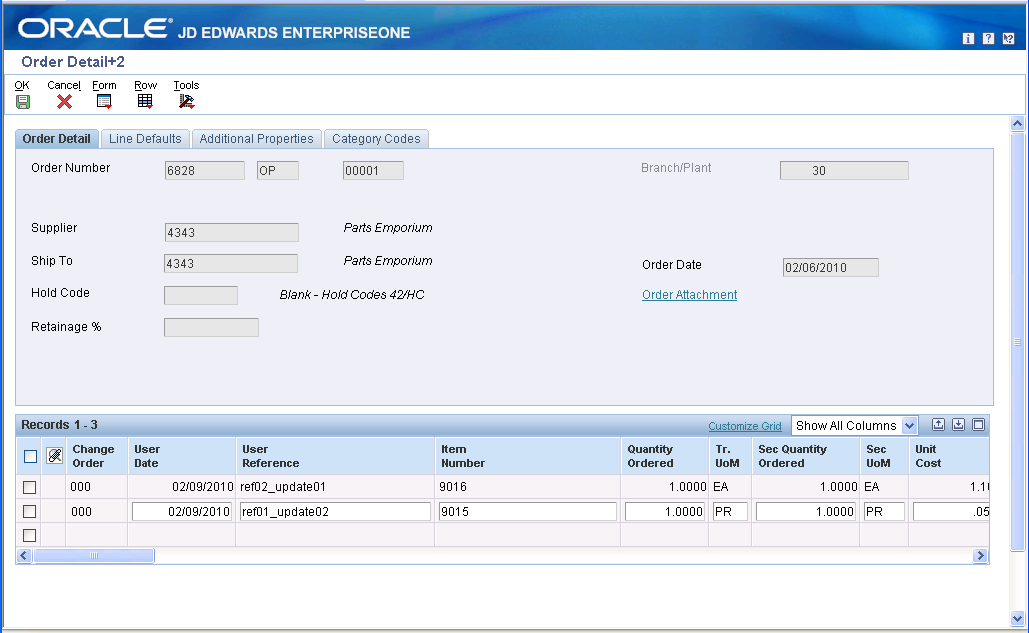 ORACLE® JD EDWARDS ENTERPRISEONE
Order Detail+2
OK Cancel Form Row Tools
Order Detail Line Defaults Additional Properties Category Codes
Order Number 6828 OP 00001 Branch/Plant 30
Supplier 4343 Parts Emporium
Ship To 4343 Parts Emporium
Order Date 02/06/2010
Hold Code Blank - Hold Codes 42/HC Order Attachment
Retainage %
Records 1 - 3 Customize Grid Show All Columns
Change User User Item Quantity Tr. Sec Quantity Sec Unit
Order Date Reference Number Ordered UoM Ordered UoM Cost
000 02/09/2010 ref02_update01 9016 1.0000 EA 1.0000 EA
000 02/09/2010 ref01_update02 9015 1.0000 PR 1.0000 PR .05